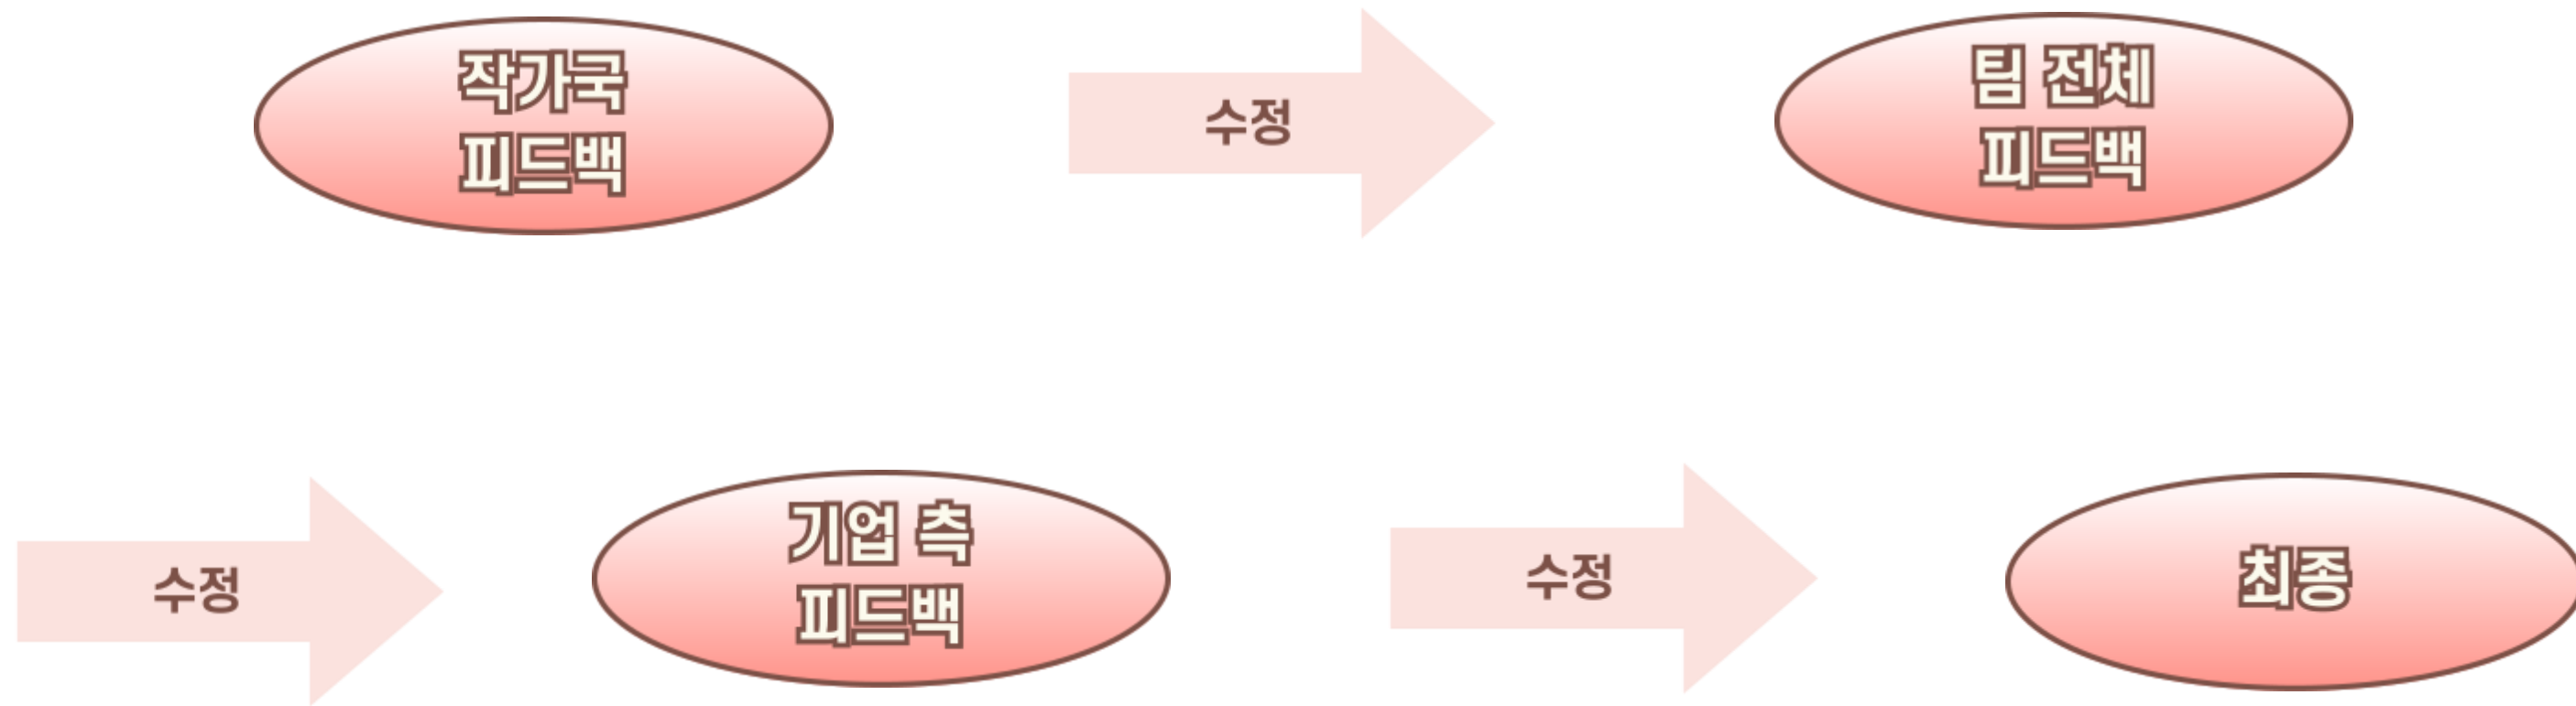 작가국
피드백
수정
팀 전체
피드백
수정
기업 측
피드백
수정
최종